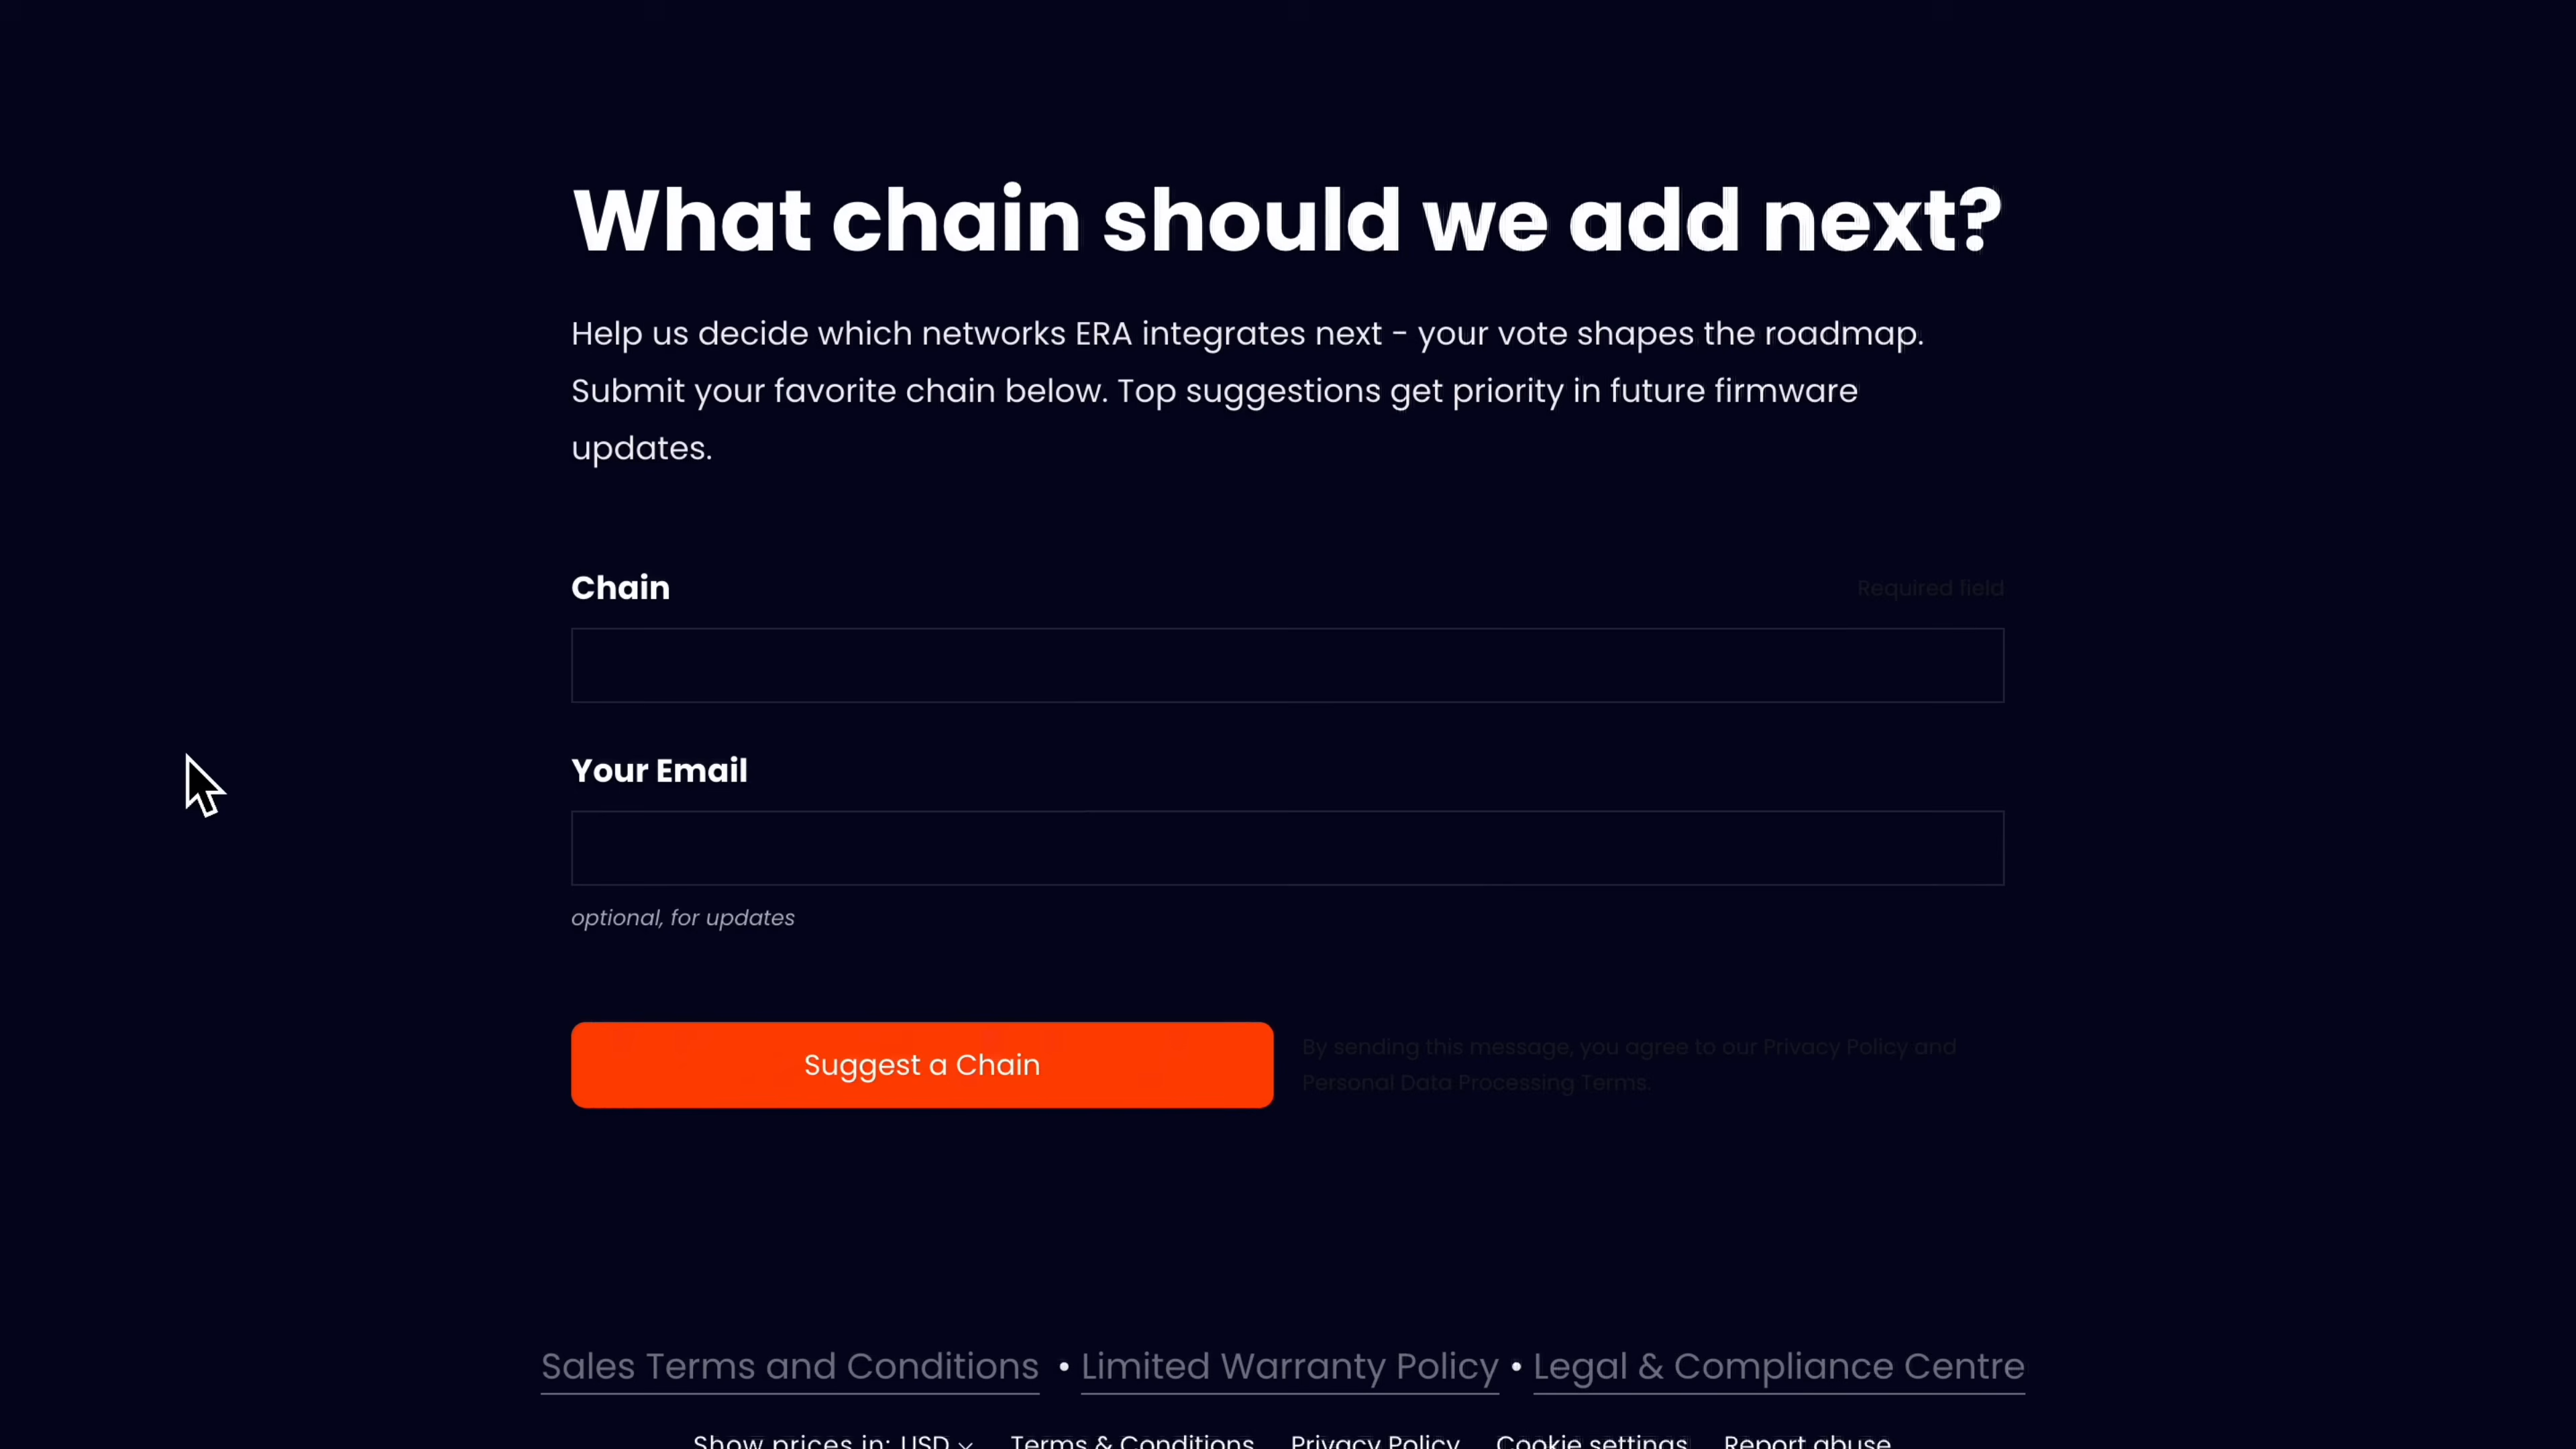 What chain should we add next?
Help us decide which networks ERA integrates next - your vote shapes the roadmap.
Submit your favorite chain below. Top suggestions get priority in future firmware
updates.
Chain
Required field
Your Email
optional, for updates
Suggest a Chain
By sending this message, you agree to our Privacy Policy and
Personal Data Processing Terms.
Sales Terms and Conditions • Limited Warranty Policy • Legal & Compliance Centre
Show prices in: USD Terms & Conditions Privacy Policy Cookie settings Report abuse